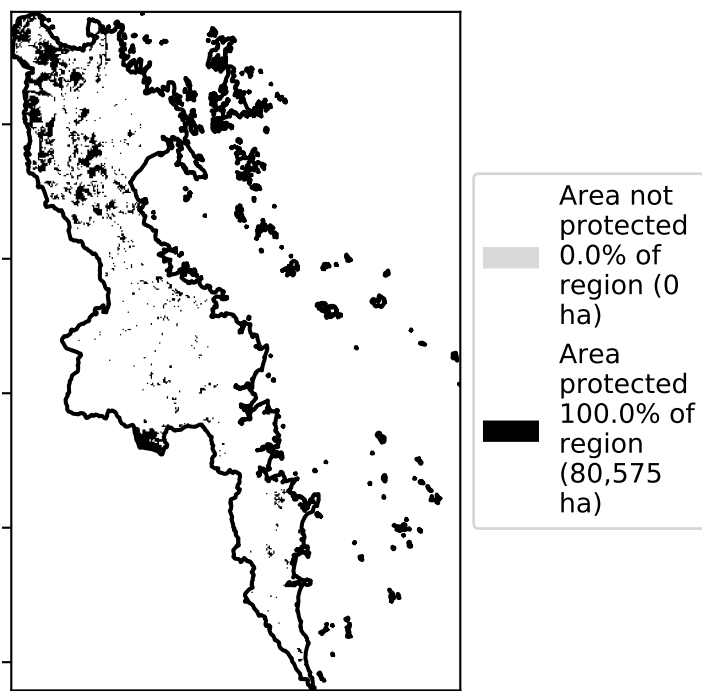 Area not
protected
0.0% of
region (0
ha)
Area
protected
100.0% of
region
(80,575
ha)